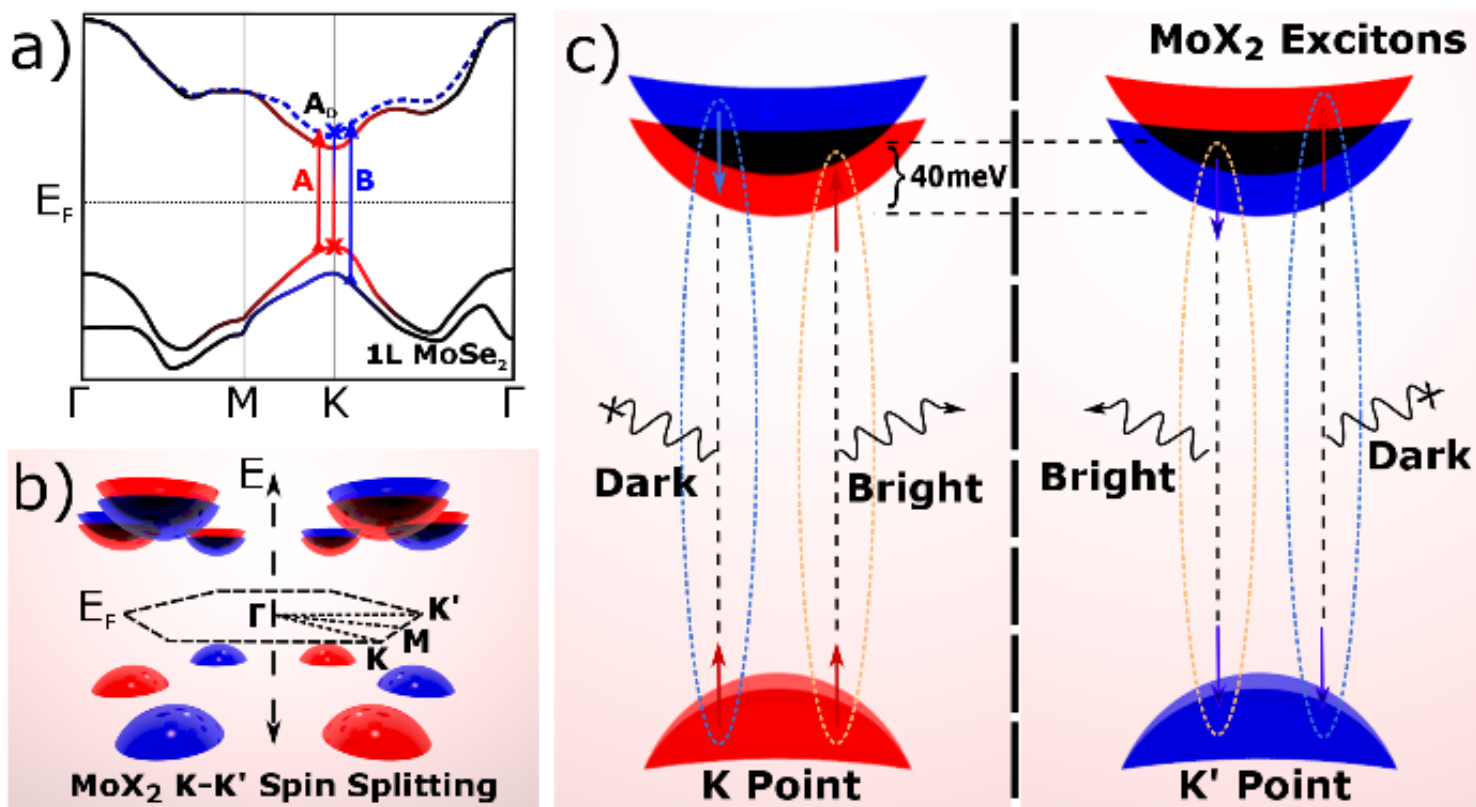 a)
A_D
A
B
E_F
1L MoSe₂
Γ
M
K
Γ
b)
E
E_F
Γ
K'
M
K
MoX₂ K-K' Spin Splitting
c)
MoX₂ Excitons
40meV
Dark
Bright
Bright
Dark
K Point
K' Point